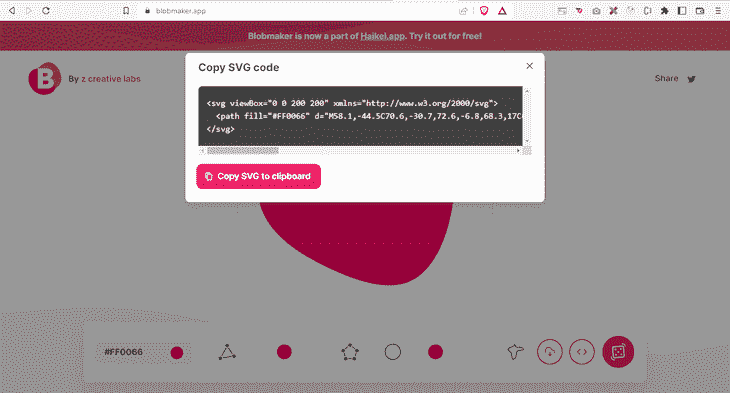 blobmaker.app
Blobmaker is now a part of Haikei.app. Try it out for free!
B
By z creative labs
Share
Copy SVG code
<svg viewBox="0 0 200 200" xmlns="http://www.w3.org/2000/svg">
<path fill="#FF0066" d="M58.1,-44.5C70.6,-30.7,72.6,-6.8,68.3,17C
</svg>
Copy SVG to clipboard
#FF0066